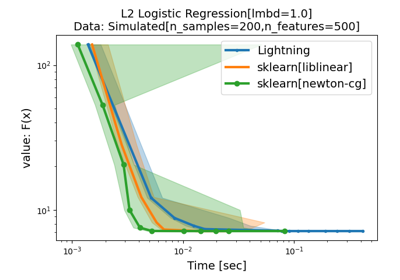 L2 Logistic Regression[lmbd=1.0]
Data: Simulated[n_samples=200,n_features=500]
Lightning
sklearn[liblinear]
sklearn[newton-cg]
10²
10¹
value: F(x)
10⁻³ 10⁻² 10⁻¹
Time [sec]